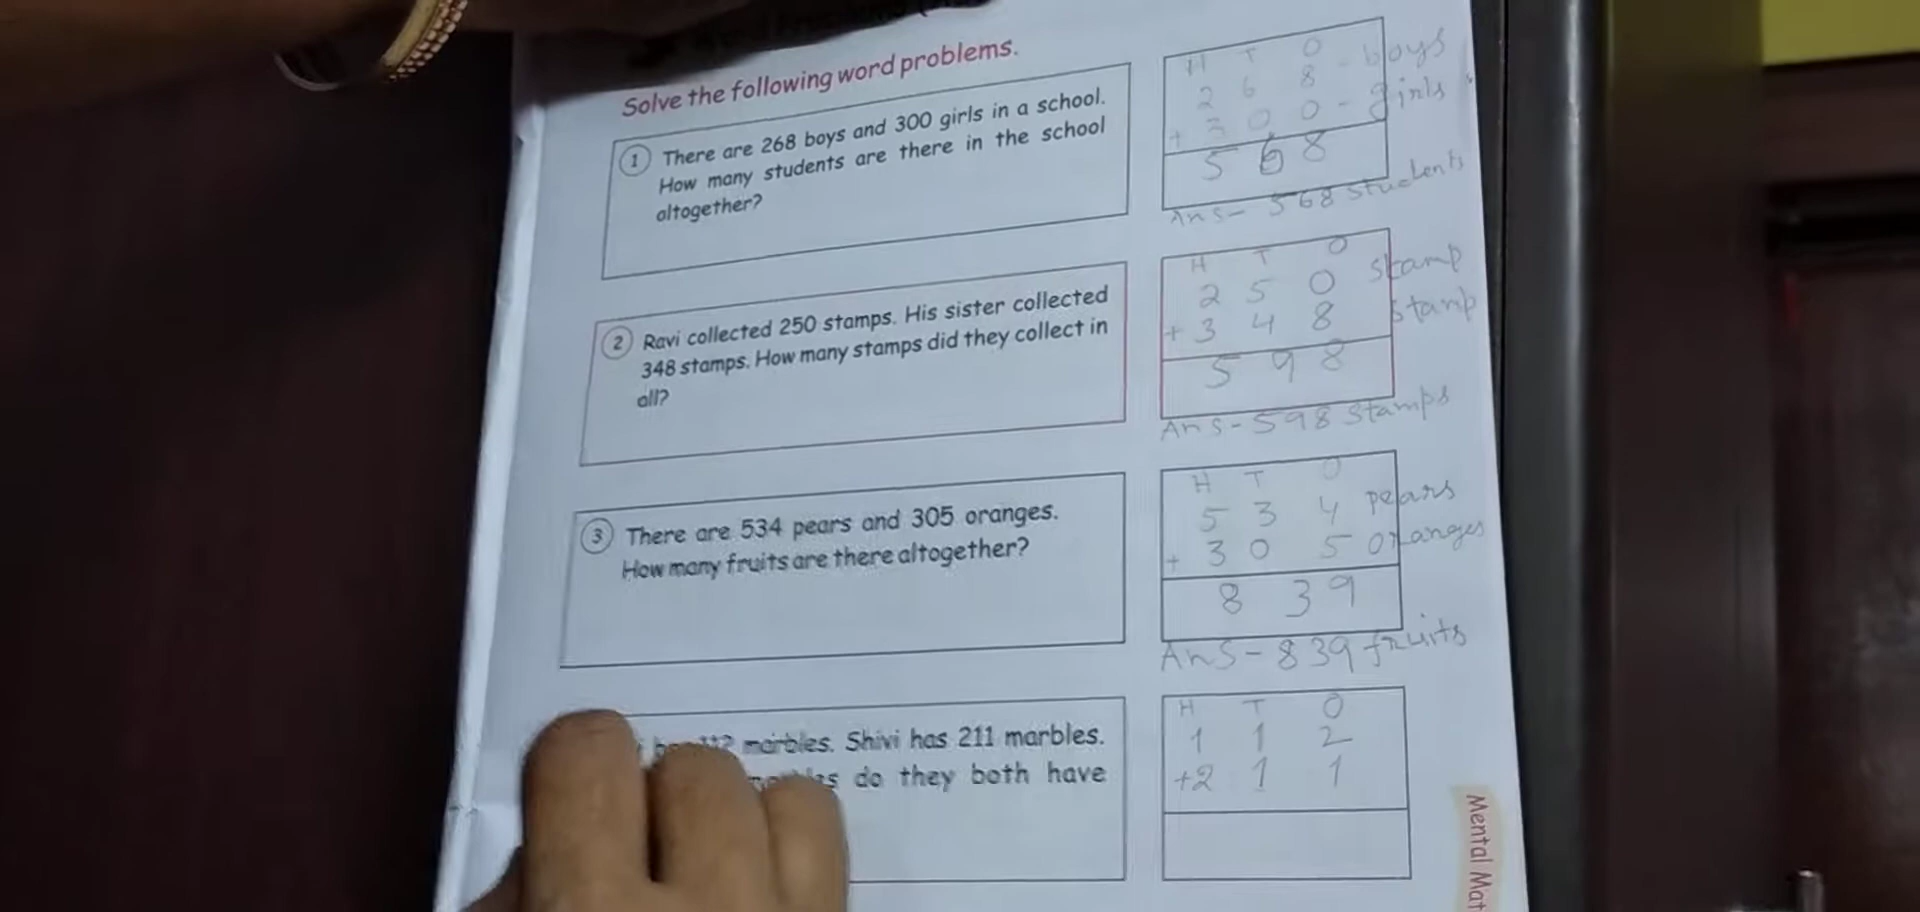 Solve the following word problems.
1 There are 268 boys and 300 girls in a school.
How many students are there in the school
altogether?
H T O
2 6 8 - boys
+ 3 0 0 - girls
5 6 8
Ans- 568 students
2 Ravi collected 250 stamps. His sister collected
348 stamps. How many stamps did they collect in
all?
H T O
2 5 0 stamp
+ 3 4 8 stamp
5 9 8
Ans- 598 stamps
3 There are 534 pears and 305 oranges.
How many fruits are there altogether?
H T O
5 3 4 pears
+ 3 0 5 oranges
8 3 9
Ans- 839 fruits
marbles. Shivi has 211 marbles.
do they both have
H T O
1 1 2
+2 1 1
Mental Mat